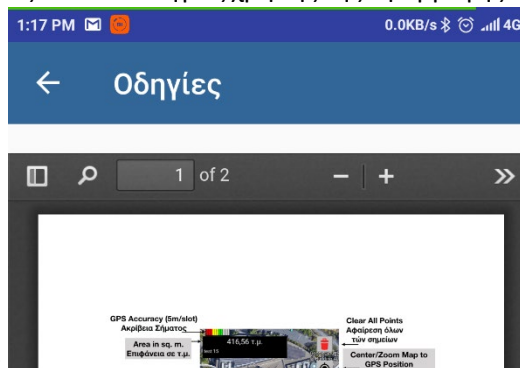 1:17 PM 0.0KB/s 4G
Οδηγίες
1 of 2
GPS Accuracy (5m/slot)
Ακρίβεια Σήματος
Area in sq. m.
Επιφάνεια σε τ.μ.
416,56 τ.μ.
Clear All Points
Αφαίρεση όλων
τών σημείων
Center/Zoom Map to
GPS Position